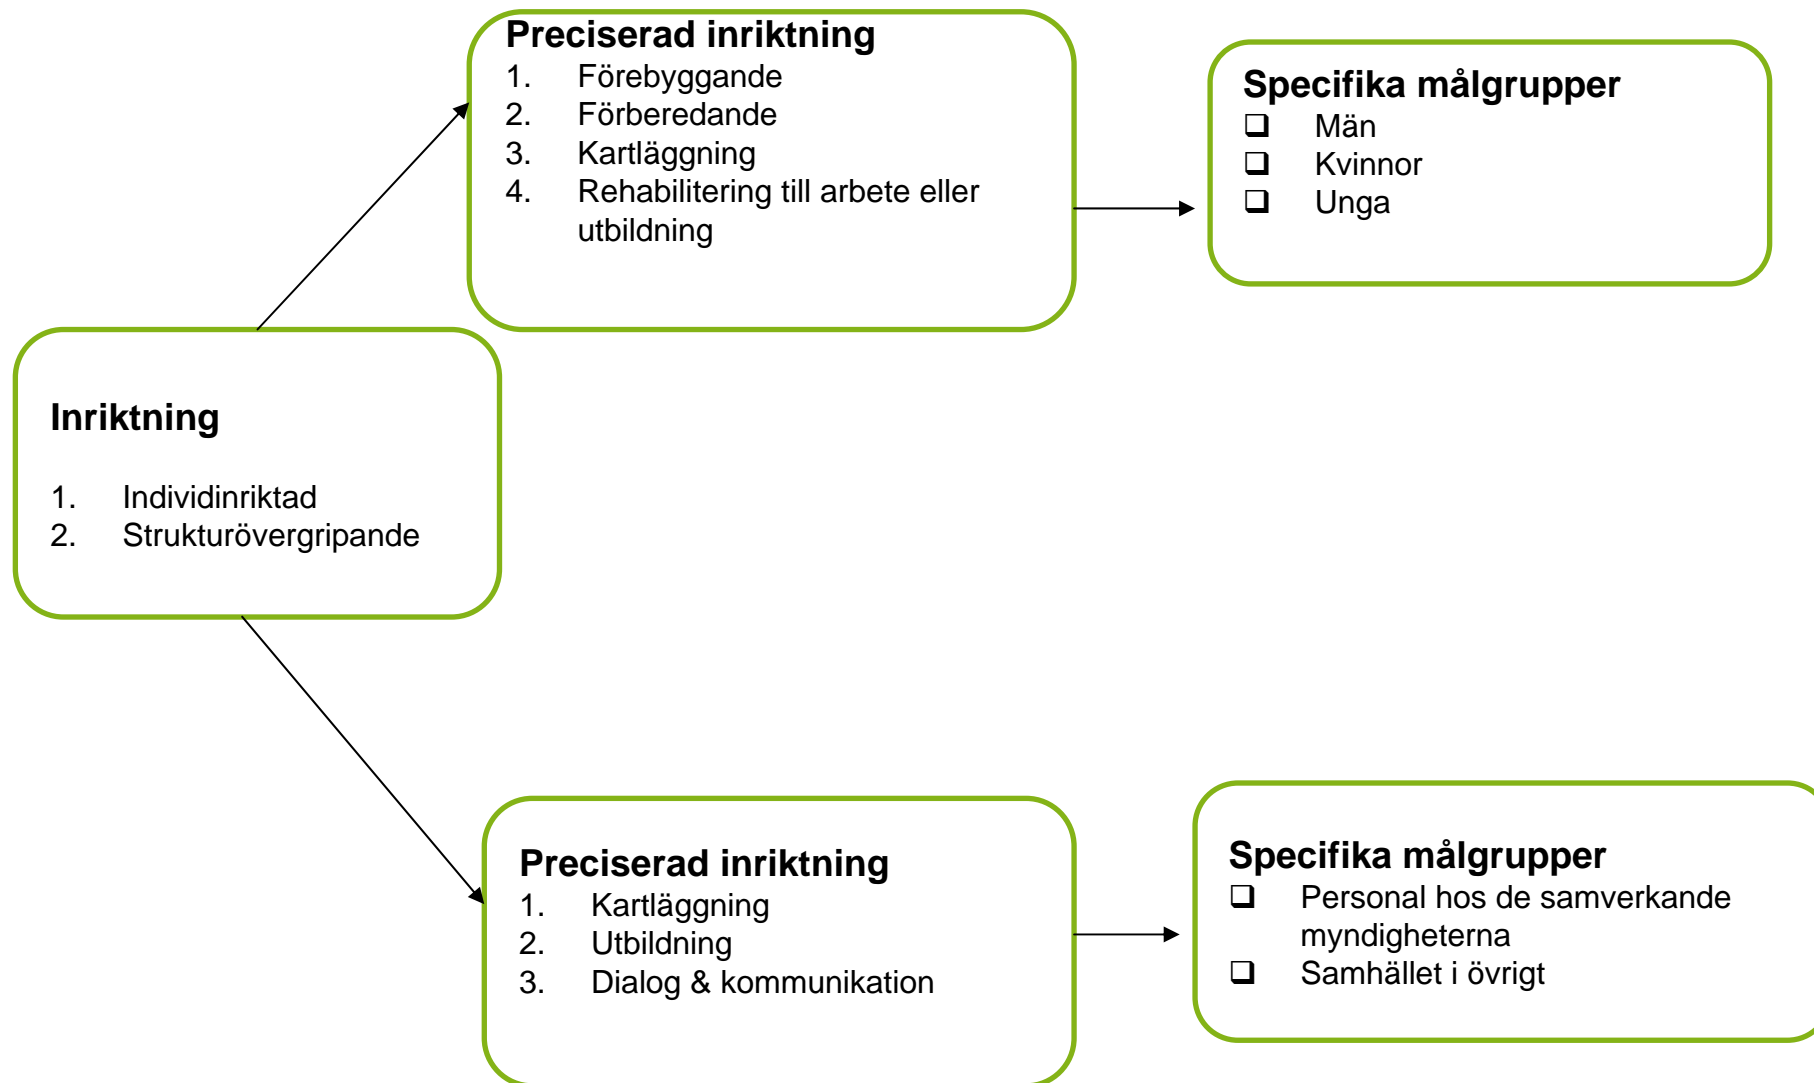 Inriktning
1. Individinriktad
2. Strukturövergripande
Preciserad inriktning
1. Förebyggande
2. Förberedande
3. Kartläggning
4. Rehabilitering till arbete eller
utbildning
Specifika målgrupper
❑ Män
❑ Kvinnor
❑ Unga
Preciserad inriktning
1. Kartläggning
2. Utbildning
3. Dialog & kommunikation
Specifika målgrupper
❑ Personal hos de samverkande
myndigheterna
❑ Samhället i övrigt